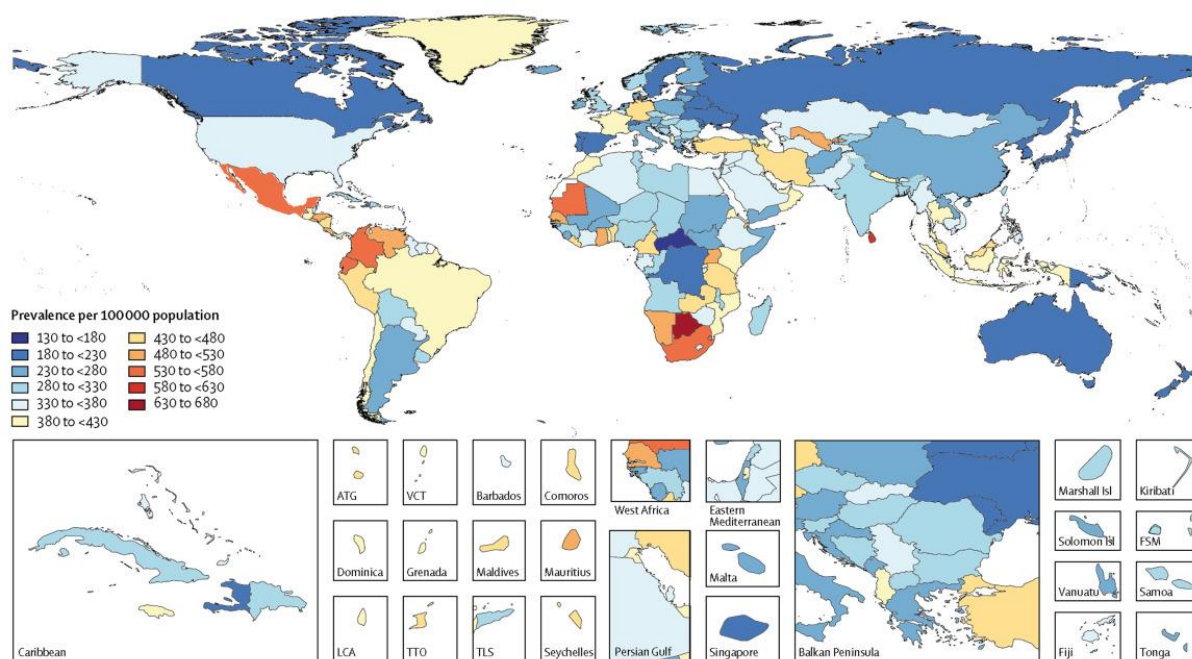 Prevalence per 100 000 population
130 to <180
180 to <230
230 to <280
280 to <330
330 to <380
380 to <430
430 to <480
480 to <530
530 to <580
580 to <630
630 to 680
Caribbean
ATG
VCT
Barbados
Comoros
Dominica
Grenada
Maldives
Mauritius
LCA
TTO
TLS
Seychelles
West Africa
Eastern
Mediterranean
Persian Gulf
Malta
Singapore
Balkan Peninsula
Marshall Isl
Kiribati
Solomon Isl
FSM
Vanuatu
Samoa
Fiji
Tonga